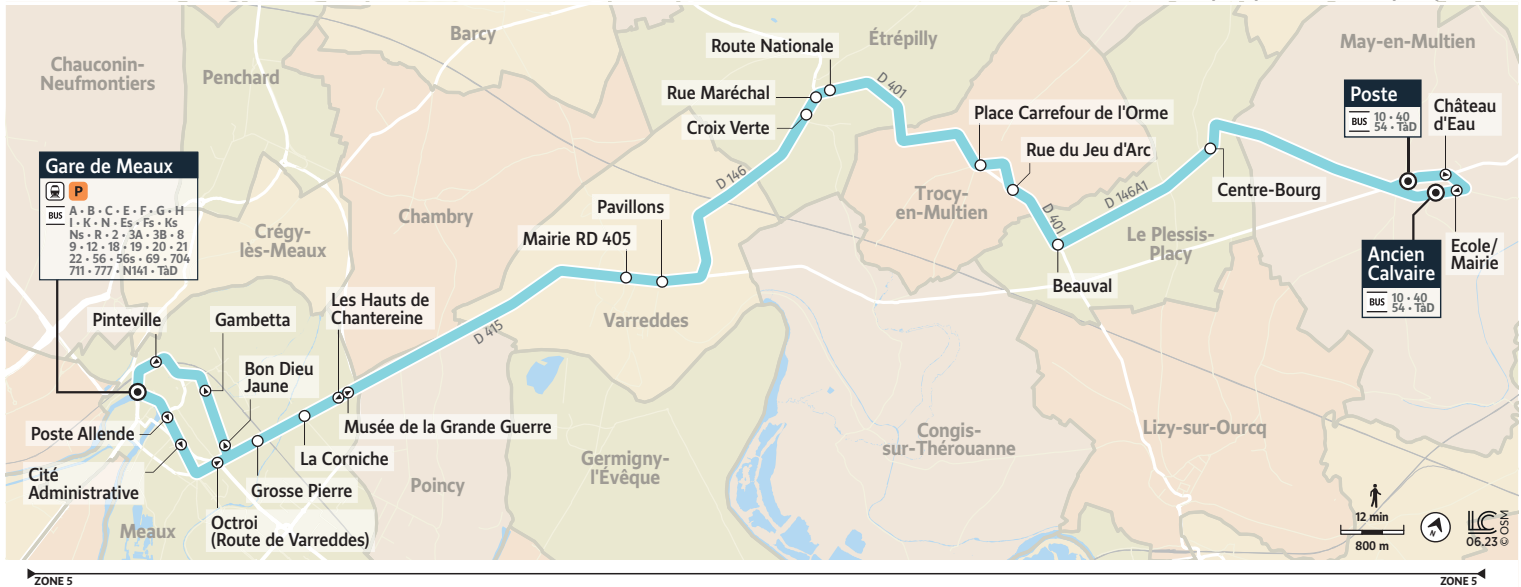 Chauconin-
Neufmontiers
Penchard
Barcy
Étrépilly
May-en-Multien
Route Nationale
Rue Maréchal
Croix Verte
D 401
Place Carrefour de l'Orme
Rue du Jeu d'Arc
Poste
BUS
10 • 40
54 • TàD
Château
d'Eau
Gare de Meaux
P
BUS
A • B • C • E • F • G • H
I • K • N • Es • Fs • Ks
Ns • R • 2 • 3A • 3B • 8
9 • 12 • 18 • 19 • 20 • 21
22 • 56 • 56s • 69 • 704
711 • 777 • N141 • TàD
Crégy-
lès-Meaux
Chambry
D 146
Pavillons
Mairie RD 405
Trocy-
en-Multien
D 401
D 146A1
Centre-Bourg
Le Plessis-
Placy
Ecole/
Mairie
Ancien
Calvaire
BUS
10 • 40
54 • TàD
Beauval
Varreddes
D 415
Les Hauts de
Chantereine
Pinteville
Gambetta
Bon Dieu
Jaune
Poste Allende
Cité
Administrative
Musée de la Grande Guerre
La Corniche
Grosse Pierre
Octroi
(Route de Varreddes)
Meaux
Poincy
Germigny-
l'Évêque
Congis-
sur-Thérouanne
Lizy-sur-Ourcq
12 min
800 m
LC
06.23
© OSM
ZONE 5
ZONE 5